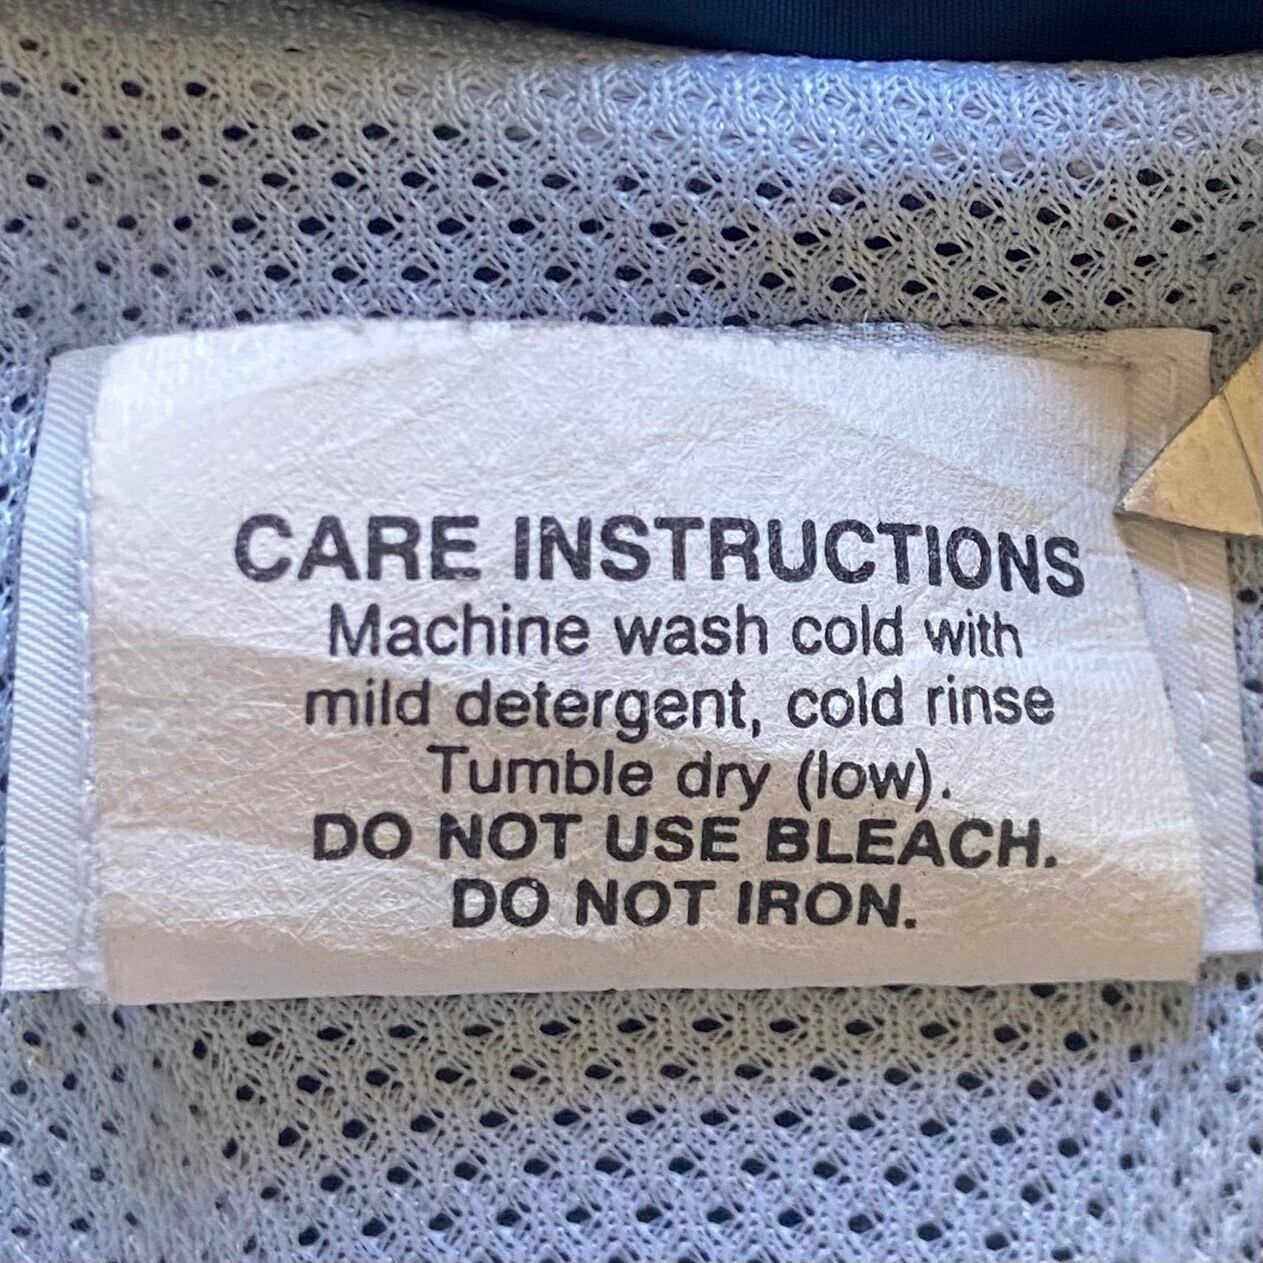 CARE INSTRUCTIONS
Machine wash cold with
mild detergent, cold rinse
Tumble dry (low).
DO NOT USE BLEACH.
DO NOT IRON.